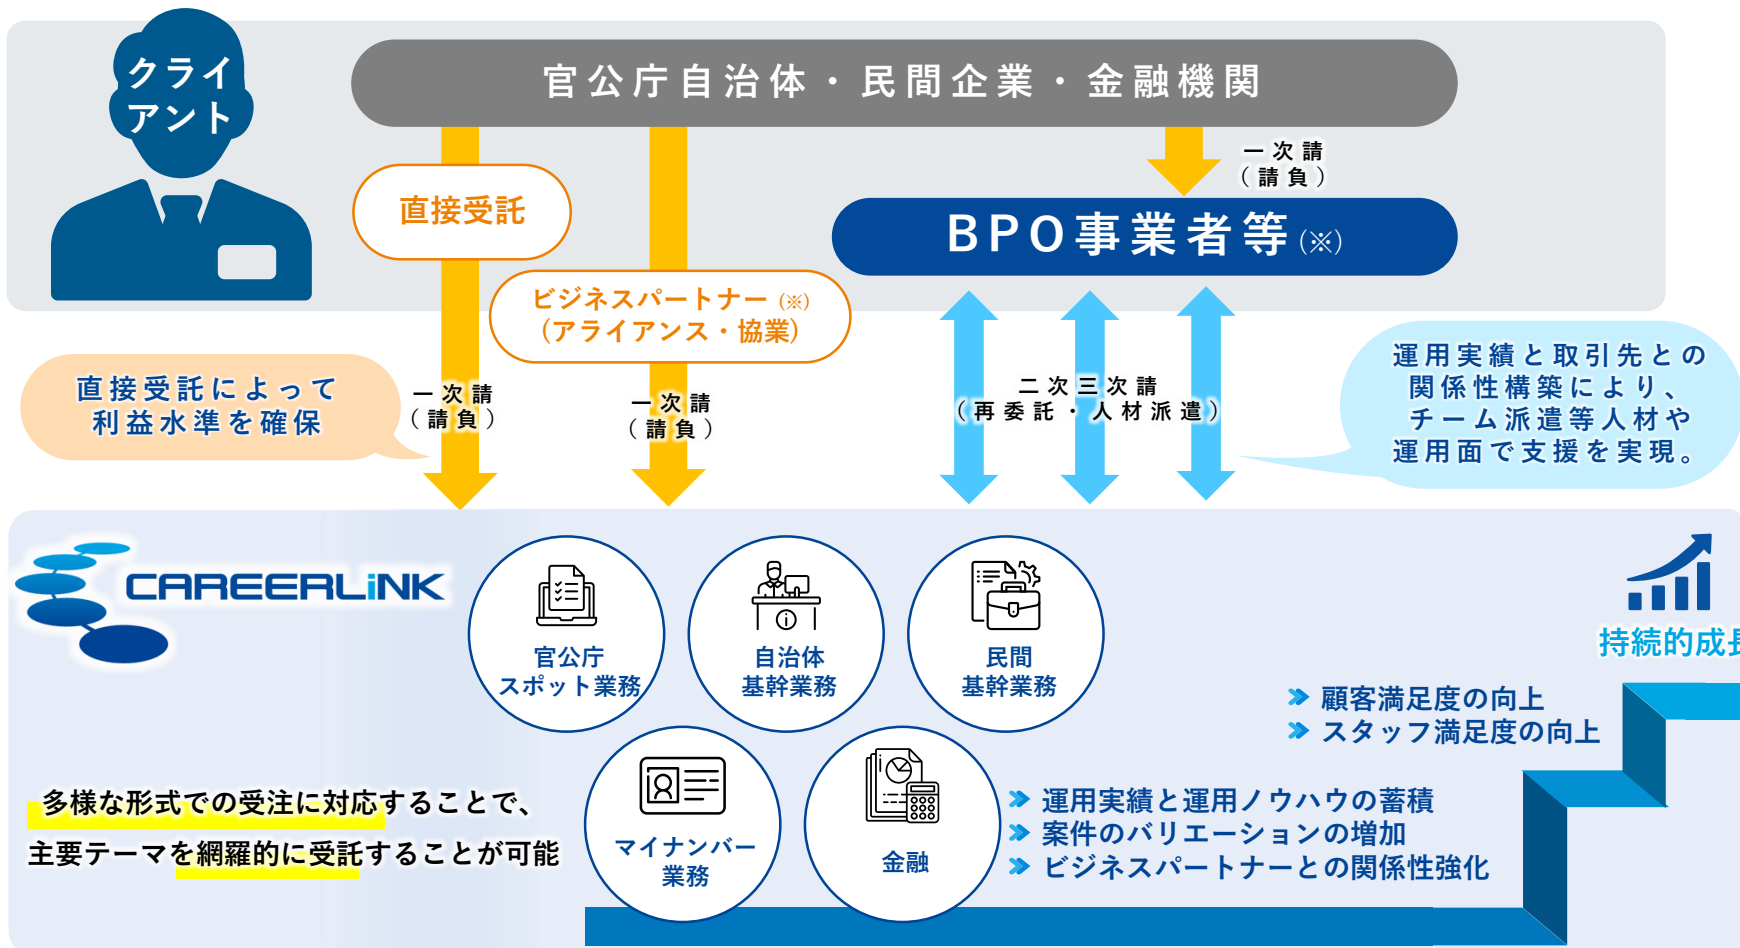 クライ
アント
官公庁自治体・民間企業・金融機関
一次請
(請負)
直接受託
BPO事業者等(※)
ビジネスパートナー(※)
(アライアンス・協業)
直接受託によって
利益水準を確保
一次請
(請負)
一次請
(請負)
二次三次請
(再委託・人材派遣)
運用実績と取引先との
関係性構築により、
チーム派遣等人材や
運用面で支援を実現。
CAREERLiNK
官公庁
スポット業務
自治体
基幹業務
民間
基幹業務
持続的成長
顧客満足度の向上
スタッフ満足度の向上
多様な形式での受注に対応することで、
主要テーマを網羅的に受託することが可能
マイナンバー
業務
金融
運用実績と運用ノウハウの蓄積
案件のバリエーションの増加
ビジネスパートナーとの関係性強化